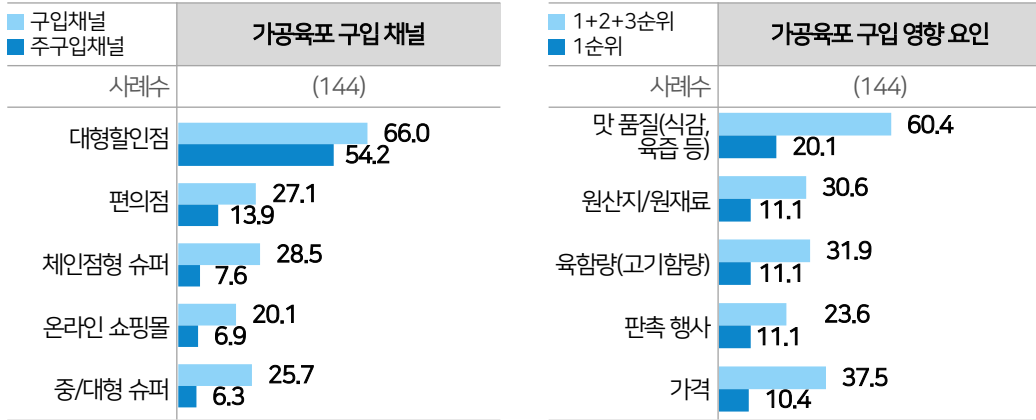 구입채널
주구입채널
가공육포 구입 채널
사례수
(144)
대형할인점
66.0
54.2
편의점
27.1
13.9
체인점형 슈퍼
28.5
7.6
온라인 쇼핑몰
20.1
6.9
중/대형 슈퍼
25.7
6.3
1+2+3순위
1순위
가공육포 구입 영향 요인
사례수
(144)
맛 품질(식감,
육즙 등)
60.4
20.1
원산지/원재료
30.6
11.1
육함량(고기함량)
31.9
11.1
판촉 행사
23.6
11.1
가격
37.5
10.4